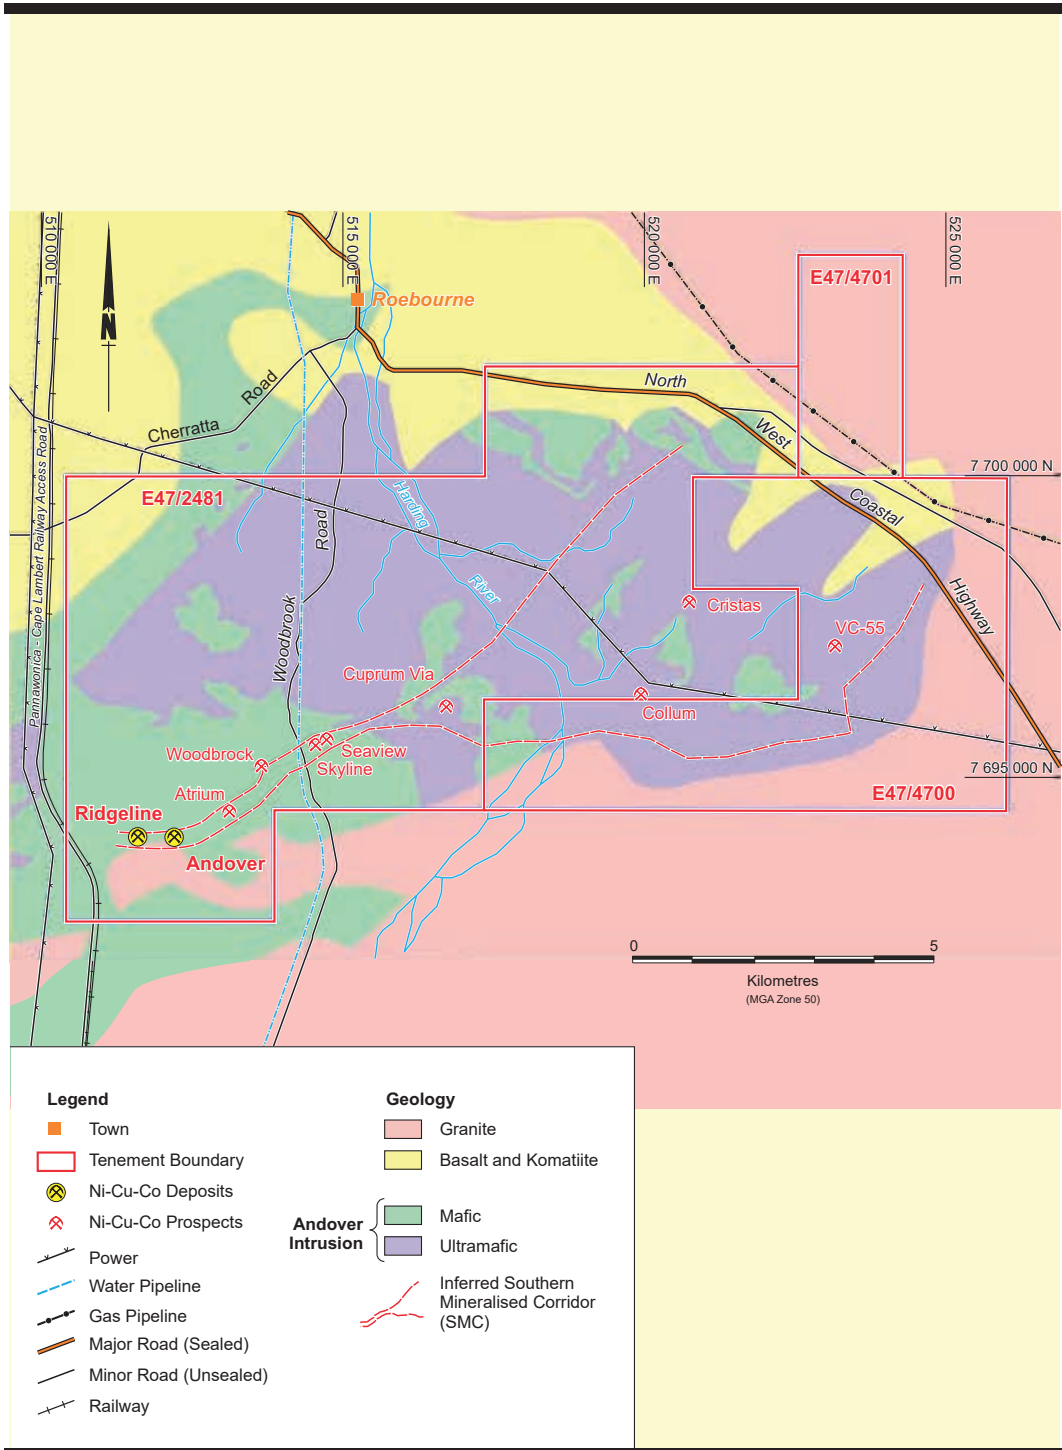 510 000 E
515 000 E
520 000 E
525 000 E
E47/4701
Roebourne
N
North
Road
Cherratta
West
7 700 000 N
E47/2481
Harding
Coastal
Road
Pannawonica - Cape Lambert Railway Access Road
River
Highway
Cristas
Woodbrook
VC-55
Cuprum Via
Collum
Woodbrock
Seaview
Skyline
7 695 000 N
Atrium
E47/4700
Ridgeline
Andover
0 5
Kilometres
(MGA Zone 50)
Legend
Town
Tenement Boundary
Ni-Cu-Co Deposits
Ni-Cu-Co Prospects
Power
Water Pipeline
Gas Pipeline
Major Road (Sealed)
Minor Road (Unsealed)
Railway
Geology
Granite
Basalt and Komatiite
Andover
Intrusion
Mafic
Ultramafic
Inferred Southern
Mineralised Corridor
(SMC)